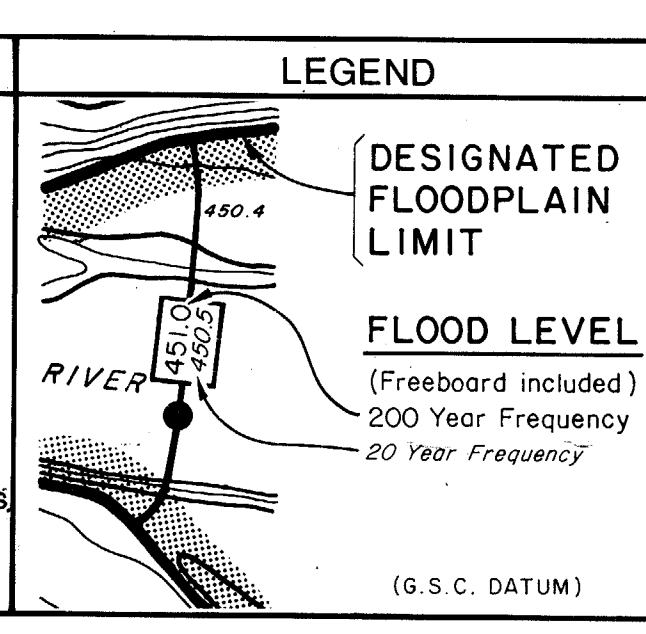 LEGEND
DESIGNATED
FLOODPLAIN
LIMIT
450.4
451.0
450.5
RIVER
FLOOD LEVEL
(Freeboard included)
200 Year Frequency
20 Year Frequency
(G.S.C. DATUM)